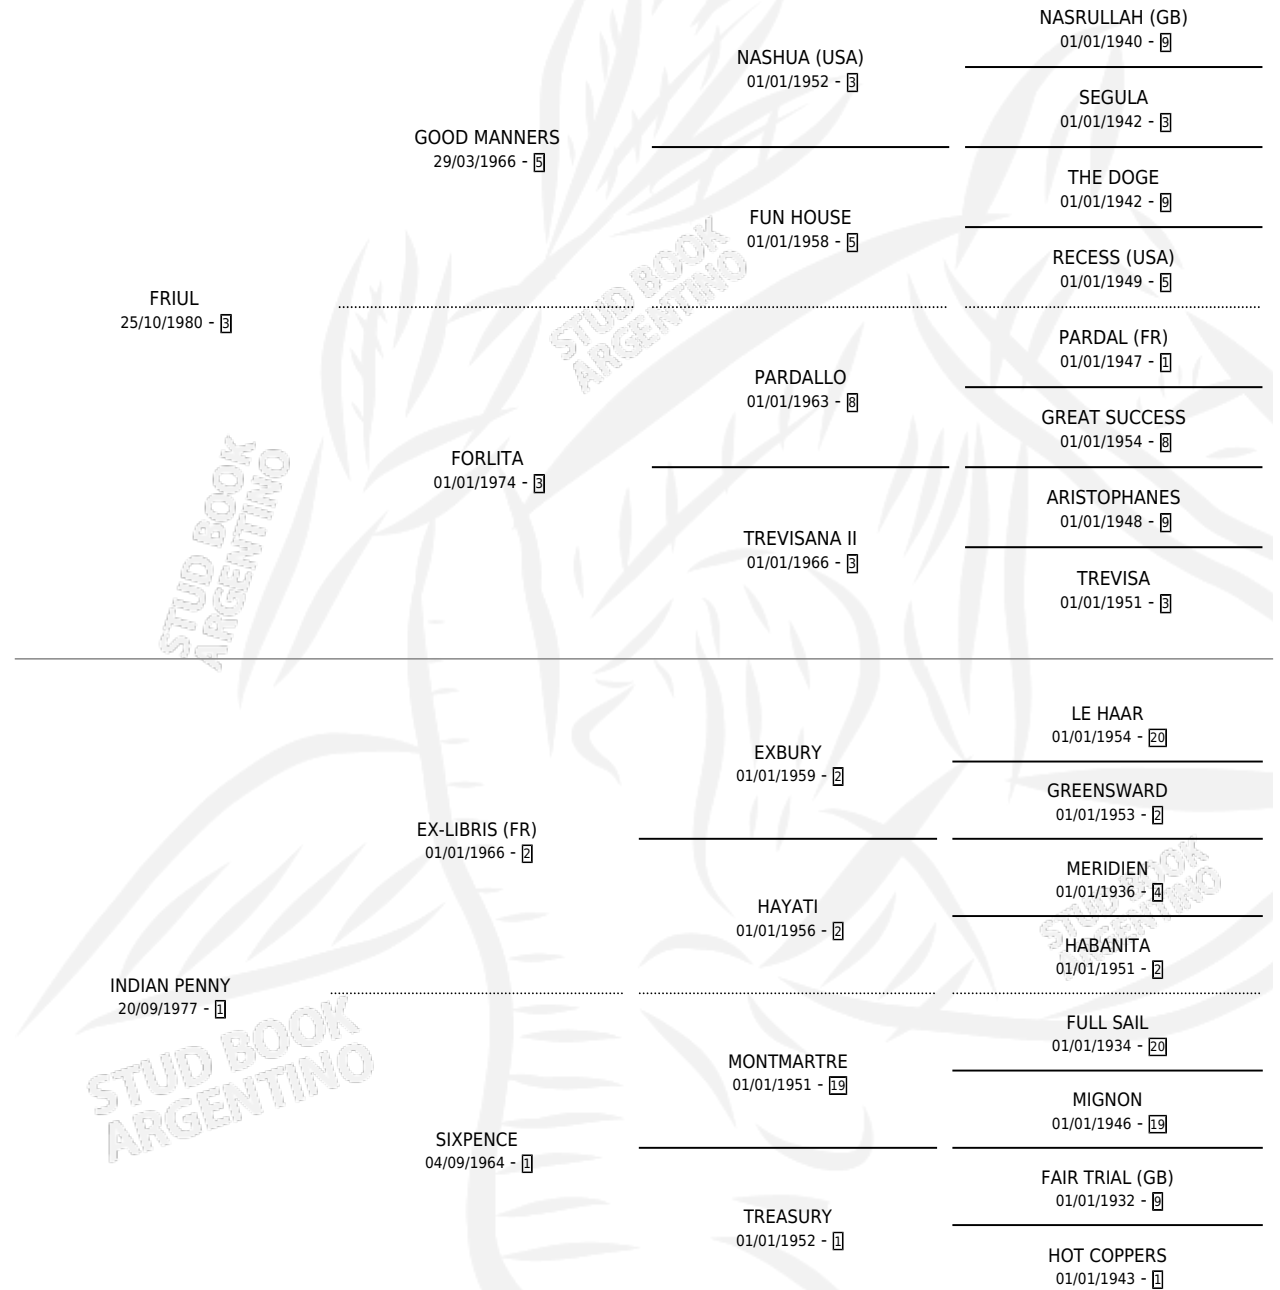 NASRULLAH (GB)
01/01/1940 - 9
NASHUA (USA)
01/01/1952 - 3
SEGULA
01/01/1942 - 3
GOOD MANNERS
29/03/1966 - 5
THE DOGE
01/01/1942 - 9
FUN HOUSE
01/01/1958 - 5
RECESS (USA)
01/01/1949 - 5
FRIUL
25/10/1980 - 3
STUD BOOK
ARGENTINO
PARDAL (FR)
01/01/1947 - 1
PARDALLO
01/01/1963 - 8
GREAT SUCCESS
01/01/1954 - 8
FORLITA
01/01/1974 - 3
ARISTOPHANES
01/01/1948 - 9
TREVISANA II
01/01/1966 - 3
TREVISA
01/01/1951 - 3
STUD BOOK
ARGENTINO
LE HAAR
01/01/1954 - 20
EXBURY
01/01/1959 - 2
GREENSWARD
01/01/1953 - 2
EX-LIBRIS (FR)
01/01/1966 - 2
MERIDIEN
01/01/1936 - 4
HAYATI
01/01/1956 - 2
STUD BOOK
ARGENTINO
HABANITA
01/01/1951 - 2
INDIAN PENNY
20/09/1977 - 1
FULL SAIL
01/01/1934 - 20
MONTMARTRE
01/01/1951 - 19
STUD BOOK
ARGENTINO
MIGNON
01/01/1946 - 19
SIXPENCE
04/09/1964 - 1
FAIR TRIAL (GB)
01/01/1932 - 9
TREASURY
01/01/1952 - 1
HOT COPPERS
01/01/1943 - 1